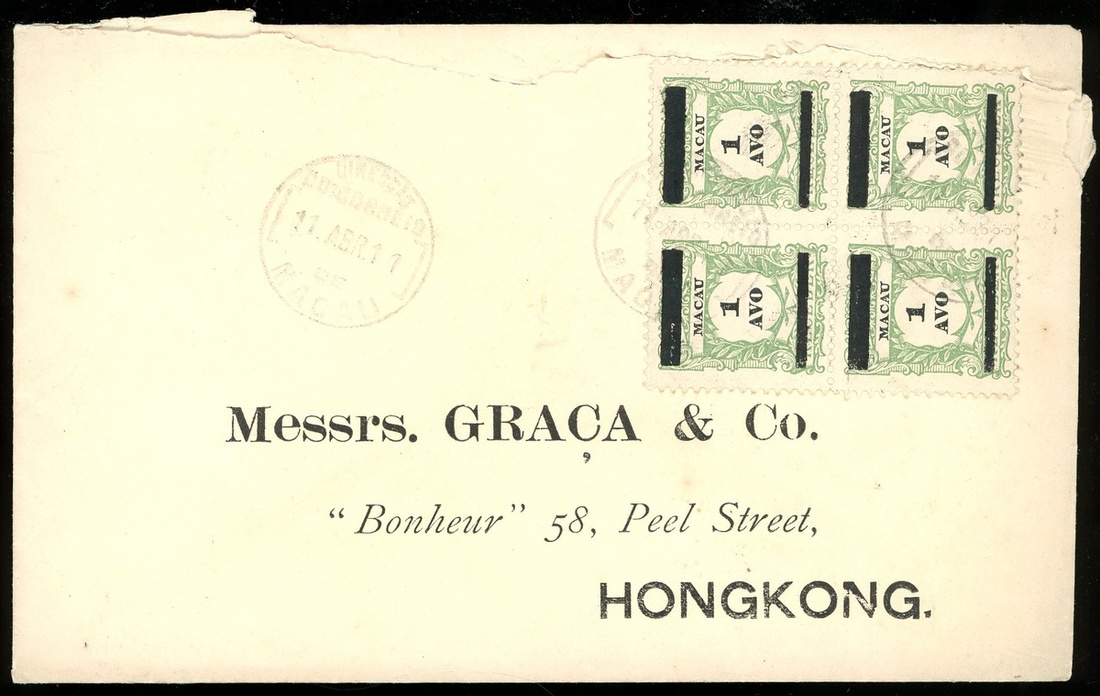 MACAU 1 AVO
MACAU 1 AVO
MACAU 1 AVO
MACAU 1 AVO
11. ABR. 11
MACAU
Messrs. GRAÇA & Co.
"Bonheur" 58, Peel Street,
HONGKONG.